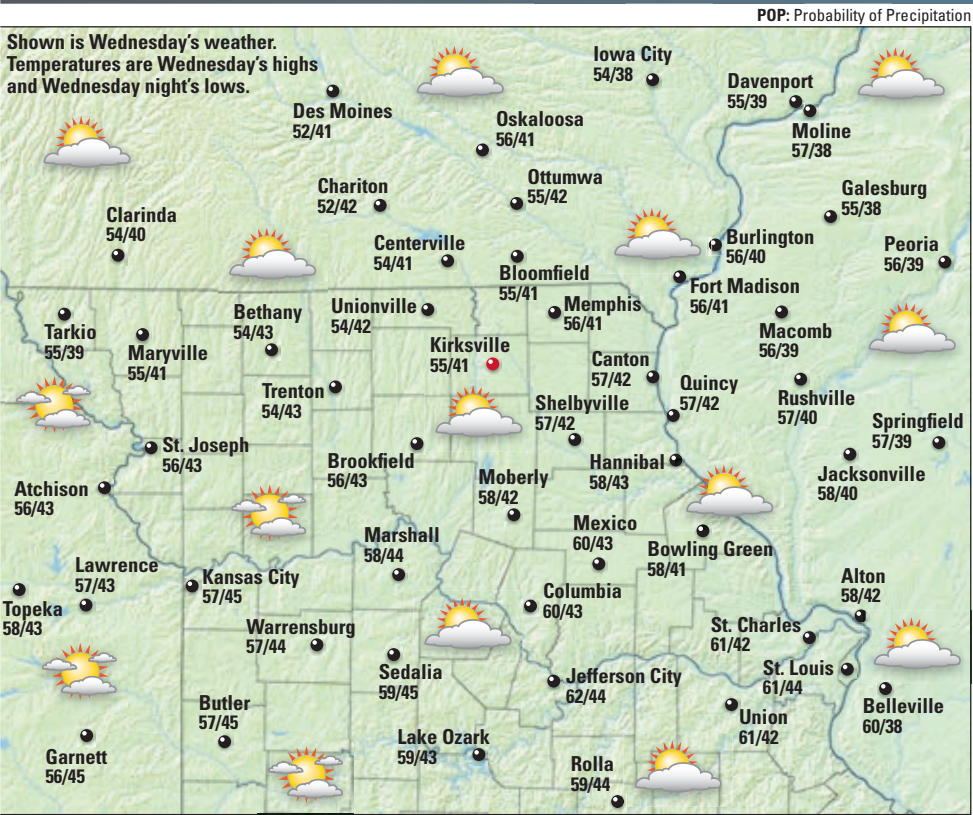 POP: Probability of Precipitation
Shown is Wednesday's weather.
Temperatures are Wednesday's highs
and Wednesday night's lows.
Iowa City
54/38
Davenport
55/39
Moline
57/38
Des Moines
52/41
Oskaloosa
56/41
Chariton
52/42
Ottumwa
55/42
Galesburg
55/38
Clarinda
54/40
Centerville
54/41
Bloomfield
55/41
Burlington
56/40
Peoria
56/39
Fort Madison
56/41
Tarkio
55/39
Maryville
55/41
Bethany
54/43
Unionville
54/42
Memphis
56/41
Macomb
56/39
Kirksville
55/41
Canton
57/42
Quincy
57/42
Trenton
54/43
Shelbyville
57/42
Rushville
57/40
Springfield
57/39
St. Joseph
56/43
Brookfield
56/43
Hannibal
58/43
Jacksonville
58/40
Atchison
56/43
Moberly
58/42
Marshall
58/44
Mexico
60/43
Bowling Green
58/41
Lawrence
57/43
Kansas City
57/45
Columbia
60/43
Alton
58/42
Topeka
58/43
Warrensburg
57/44
St. Charles
61/42
Sedalia
59/45
Jefferson City
62/44
St. Louis
61/44
Belleville
60/38
Butler
57/45
Union
61/42
Garnett
56/45
Lake Ozark
59/43
Rolla
59/44